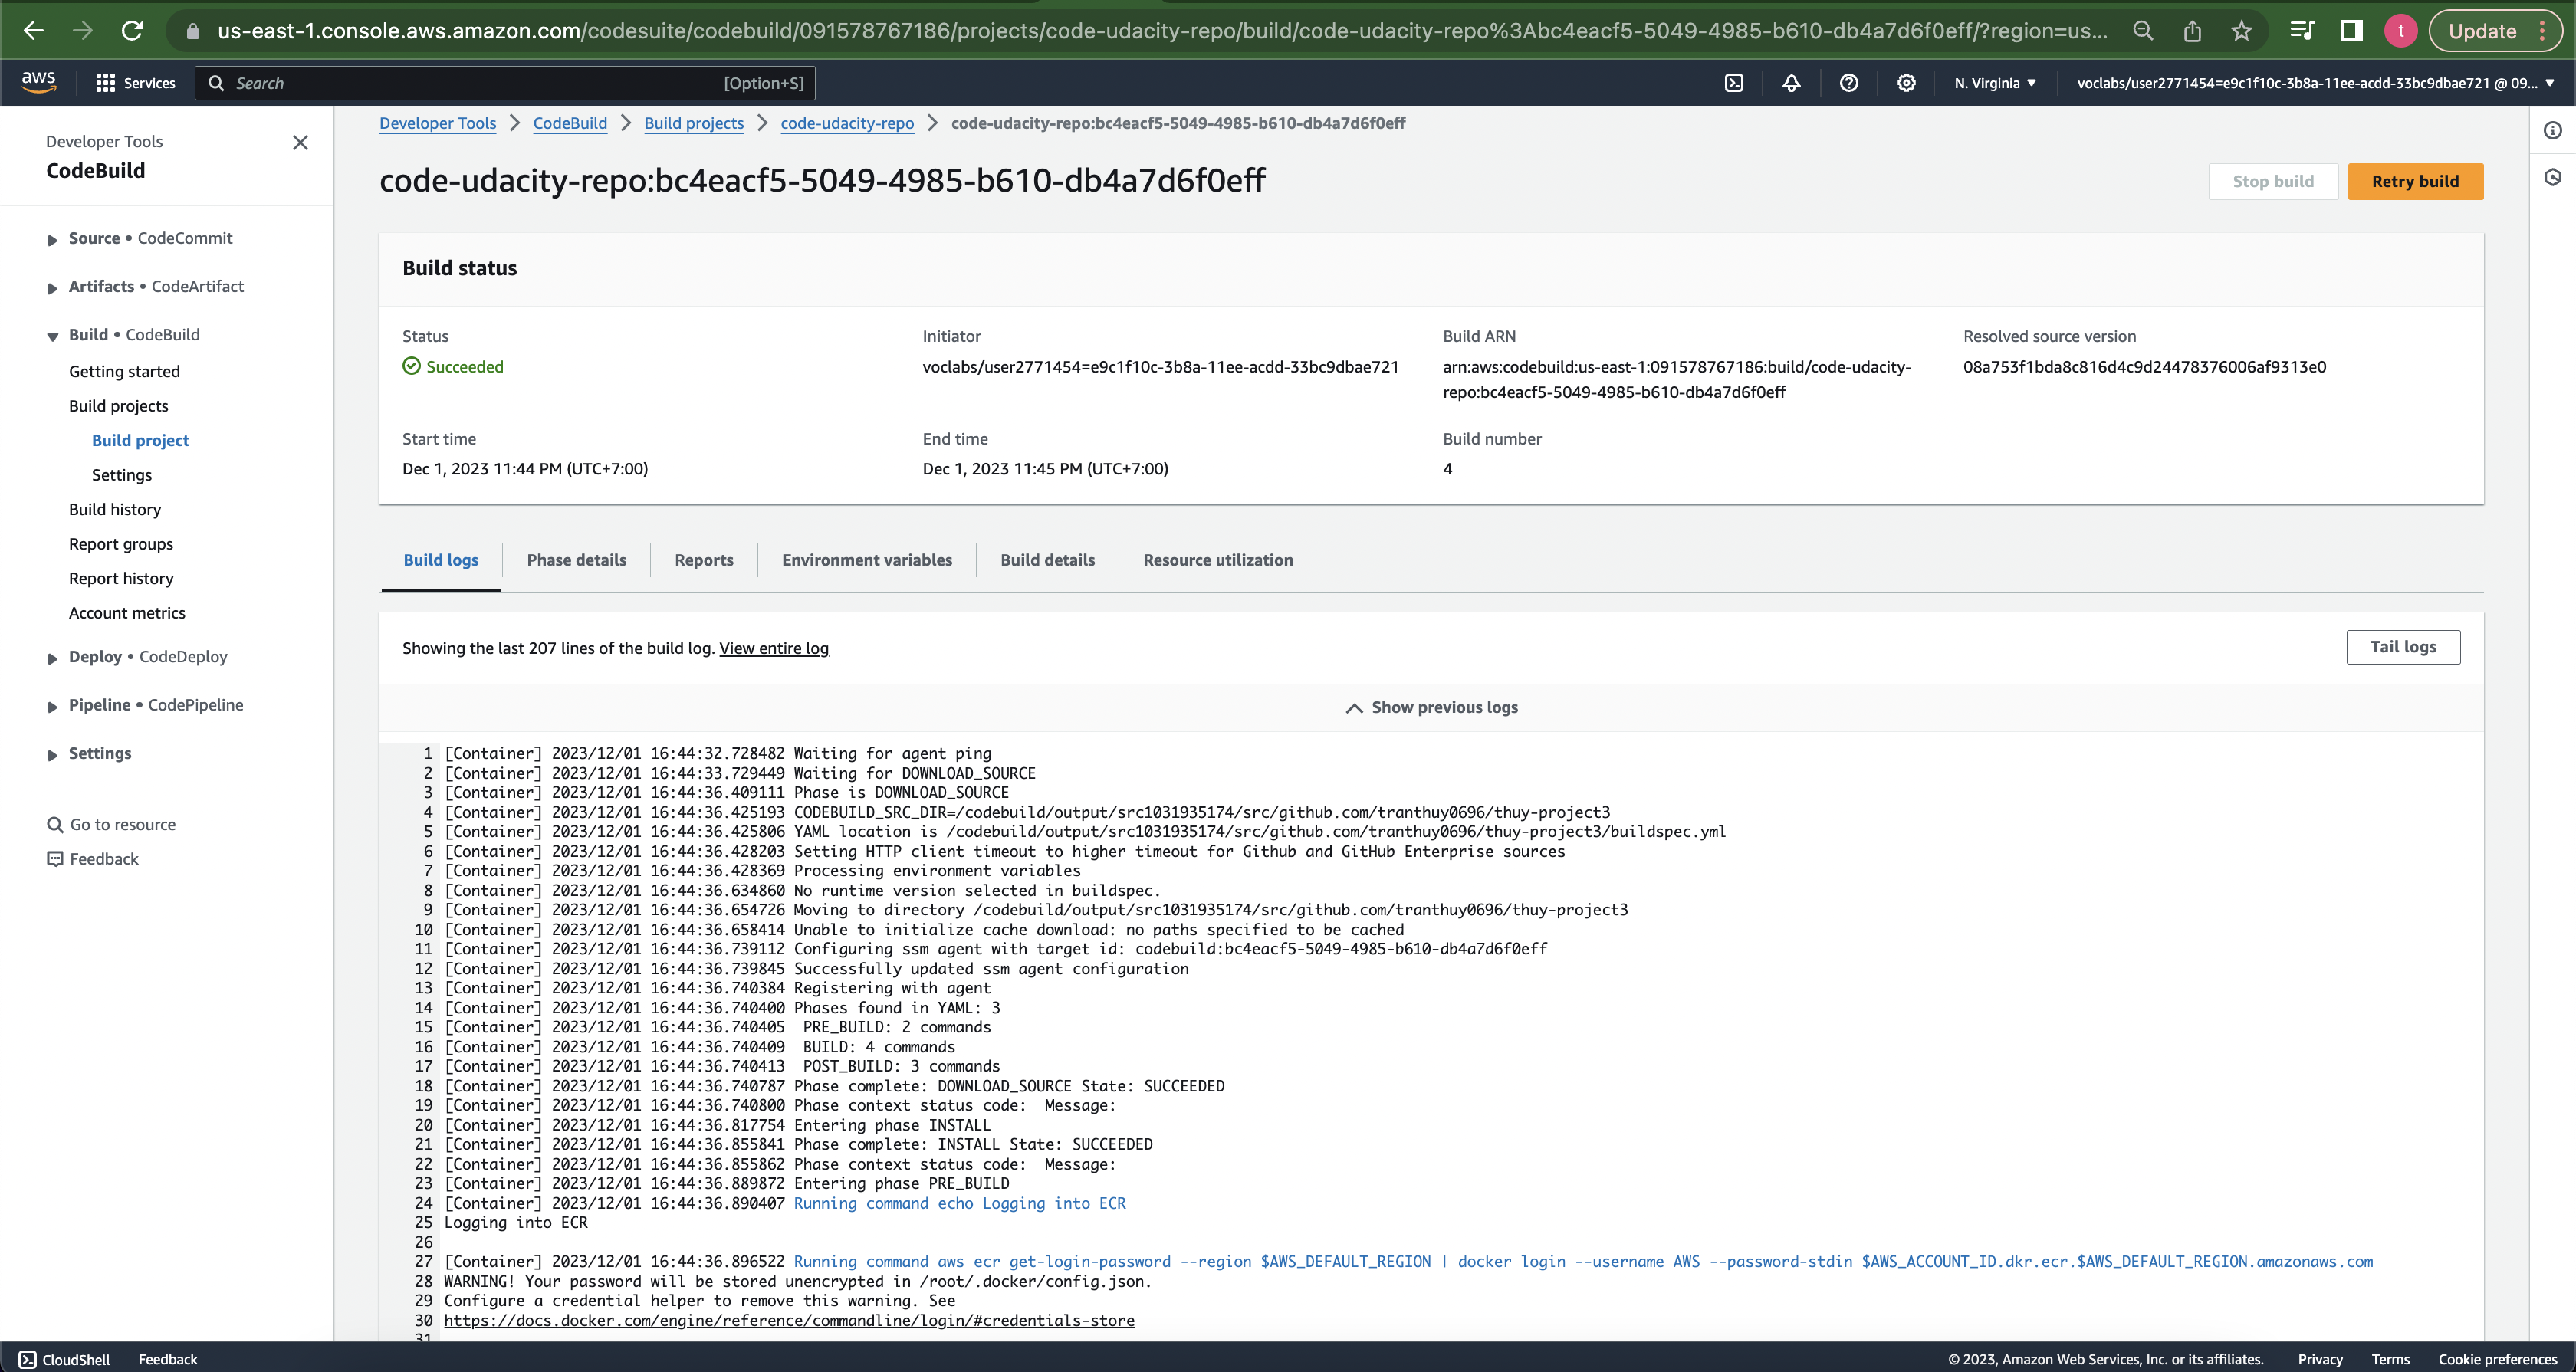 us-east-1.console.aws.amazon.com/codesuite/codebuild/091578767186/projects/code-udacity-repo/build/code-udacity-repo%3Abc4eacf5-5049-4985-b610-db4a7d6f0eff/?region=us...
t
Update
aws
Services
Search
[Option+S]
N. Virginia
voclabs/user2771454=e9c1f10c-3b8a-11ee-acdd-33bc9dbae721 @ 09...
Developer Tools
CodeBuild
Source • CodeCommit
Artifacts • CodeArtifact
Build • CodeBuild
Getting started
Build projects
Build project
Settings
Build history
Report groups
Report history
Account metrics
Deploy • CodeDeploy
Pipeline • CodePipeline
Settings
Go to resource
Feedback
Developer Tools > CodeBuild > Build projects > code-udacity-repo > code-udacity-repo:bc4eacf5-5049-4985-b610-db4a7d6f0eff
code-udacity-repo:bc4eacf5-5049-4985-b610-db4a7d6f0eff
Stop build
Retry build
Build status
Status
Succeeded
Initiator
voclabs/user2771454=e9c1f10c-3b8a-11ee-acdd-33bc9dbae721
Build ARN
arn:aws:codebuild:us-east-1:091578767186:build/code-udacity-
repo:bc4eacf5-5049-4985-b610-db4a7d6f0eff
Resolved source version
08a753f1bda8c816d4c9d24478376006af9313e0
Start time
Dec 1, 2023 11:44 PM (UTC+7:00)
End time
Dec 1, 2023 11:45 PM (UTC+7:00)
Build number
4
Build logs
Phase details
Reports
Environment variables
Build details
Resource utilization
Showing the last 207 lines of the build log. View entire log
Tail logs
Show previous logs
1 [Container] 2023/12/01 16:44:32.728482 Waiting for agent ping
2 [Container] 2023/12/01 16:44:33.729449 Waiting for DOWNLOAD_SOURCE
3 [Container] 2023/12/01 16:44:36.409111 Phase is DOWNLOAD_SOURCE
4 [Container] 2023/12/01 16:44:36.425193 CODEBUILD_SRC_DIR=/codebuild/output/src1031935174/src/github.com/tranthuy0696/thuy-project3
5 [Container] 2023/12/01 16:44:36.425806 YAML location is /codebuild/output/src1031935174/src/github.com/tranthuy0696/thuy-project3/buildspec.yml
6 [Container] 2023/12/01 16:44:36.428203 Setting HTTP client timeout to higher timeout for Github and GitHub Enterprise sources
7 [Container] 2023/12/01 16:44:36.428369 Processing environment variables
8 [Container] 2023/12/01 16:44:36.634860 No runtime version selected in buildspec.
9 [Container] 2023/12/01 16:44:36.654726 Moving to directory /codebuild/output/src1031935174/src/github.com/tranthuy0696/thuy-project3
10 [Container] 2023/12/01 16:44:36.658414 Unable to initialize cache download: no paths specified to be cached
11 [Container] 2023/12/01 16:44:36.739112 Configuring ssm agent with target id: codebuild:bc4eacf5-5049-4985-b610-db4a7d6f0eff
12 [Container] 2023/12/01 16:44:36.739845 Successfully updated ssm agent configuration
13 [Container] 2023/12/01 16:44:36.740384 Registering with agent
14 [Container] 2023/12/01 16:44:36.740400 Phases found in YAML: 3
15 [Container] 2023/12/01 16:44:36.740405  PRE_BUILD: 2 commands
16 [Container] 2023/12/01 16:44:36.740409  BUILD: 4 commands
17 [Container] 2023/12/01 16:44:36.740413  POST_BUILD: 3 commands
18 [Container] 2023/12/01 16:44:36.740787 Phase complete: DOWNLOAD_SOURCE State: SUCCEEDED
19 [Container] 2023/12/01 16:44:36.740800 Phase context status code:  Message:
20 [Container] 2023/12/01 16:44:36.817754 Entering phase INSTALL
21 [Container] 2023/12/01 16:44:36.855841 Phase complete: INSTALL State: SUCCEEDED
22 [Container] 2023/12/01 16:44:36.855862 Phase context status code:  Message:
23 [Container] 2023/12/01 16:44:36.889872 Entering phase PRE_BUILD
24 [Container] 2023/12/01 16:44:36.890407 Running command echo Logging into ECR
25 Logging into ECR
26
27 [Container] 2023/12/01 16:44:36.896522 Running command aws ecr get-login-password --region $AWS_DEFAULT_REGION | docker login --username AWS --password-stdin $AWS_ACCOUNT_ID.dkr.ecr.$AWS_DEFAULT_REGION.amazonaws.com
28 WARNING! Your password will be stored unencrypted in /root/.docker/config.json.
29 Configure a credential helper to remove this warning. See
30 https://docs.docker.com/engine/reference/commandline/login/#credentials-store
31
CloudShell
Feedback
© 2023, Amazon Web Services, Inc. or its affiliates.
Privacy
Terms
Cookie preferences